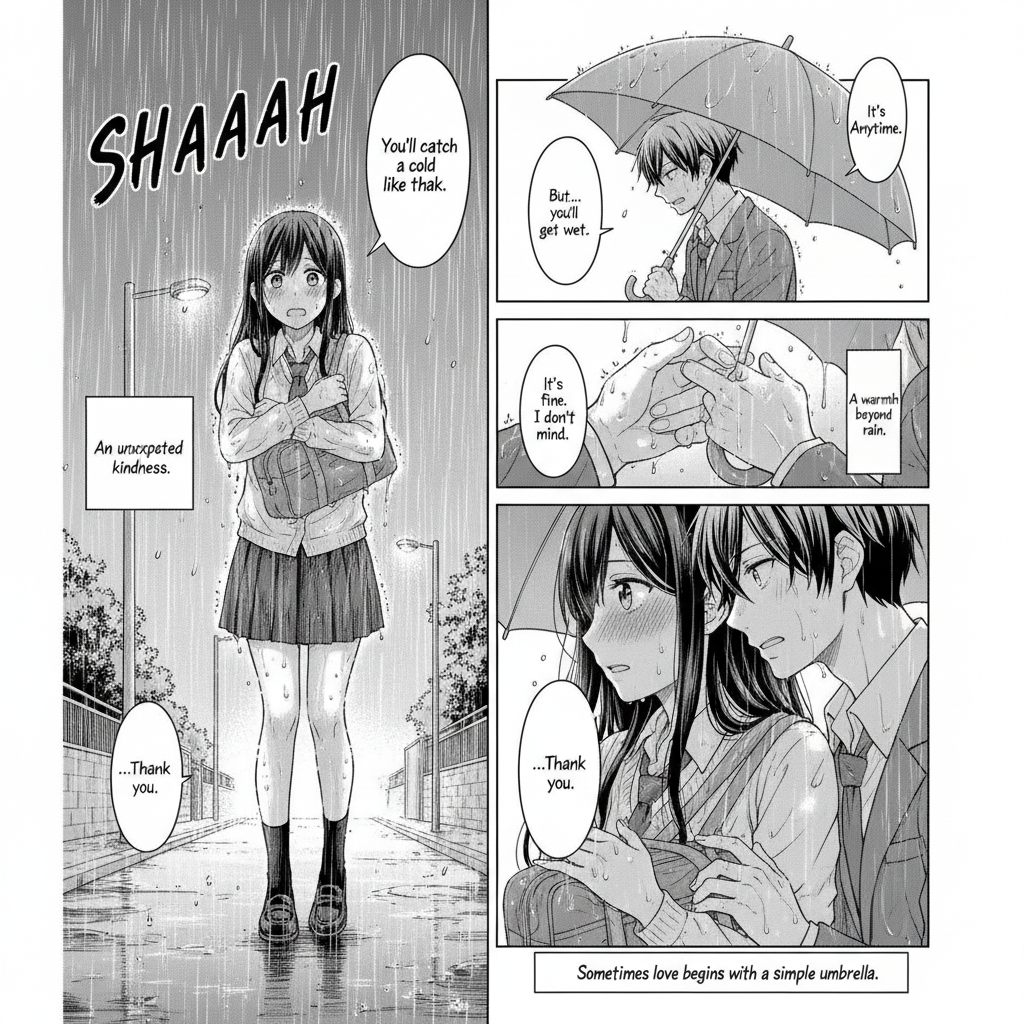 SHAAAH
You'll catch
a cold
like thak.
An unexpected
kindness.
...Thank
you.
It's
Anytime.
But...
you'll
get wet.
It's
fine.
I don't
mind.
A warmth
beyond
rain.
...Thank
you.
Sometimes love begins with a simple umbrella.